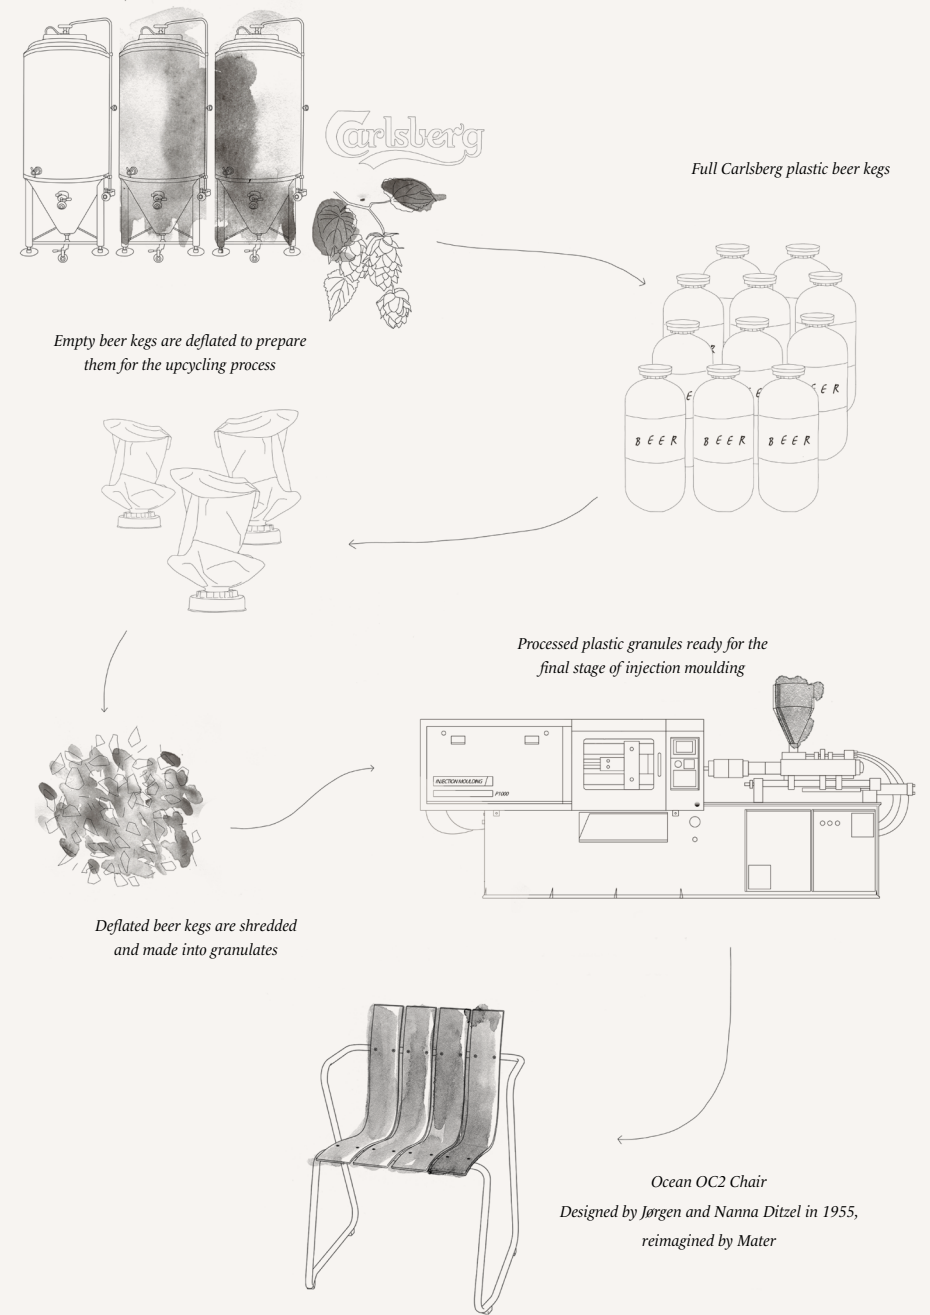 Carlsberg
Full Carlsberg plastic beer kegs
BEER
BEER
BEER
Empty beer kegs are deflated to prepare
them for the upcycling process
Processed plastic granules ready for the
final stage of injection moulding
INJECTION MOULDING
P1000
Deflated beer kegs are shredded
and made into granulates
Ocean OC2 Chair
Designed by Jørgen and Nanna Ditzel in 1955,
reimagined by Mater